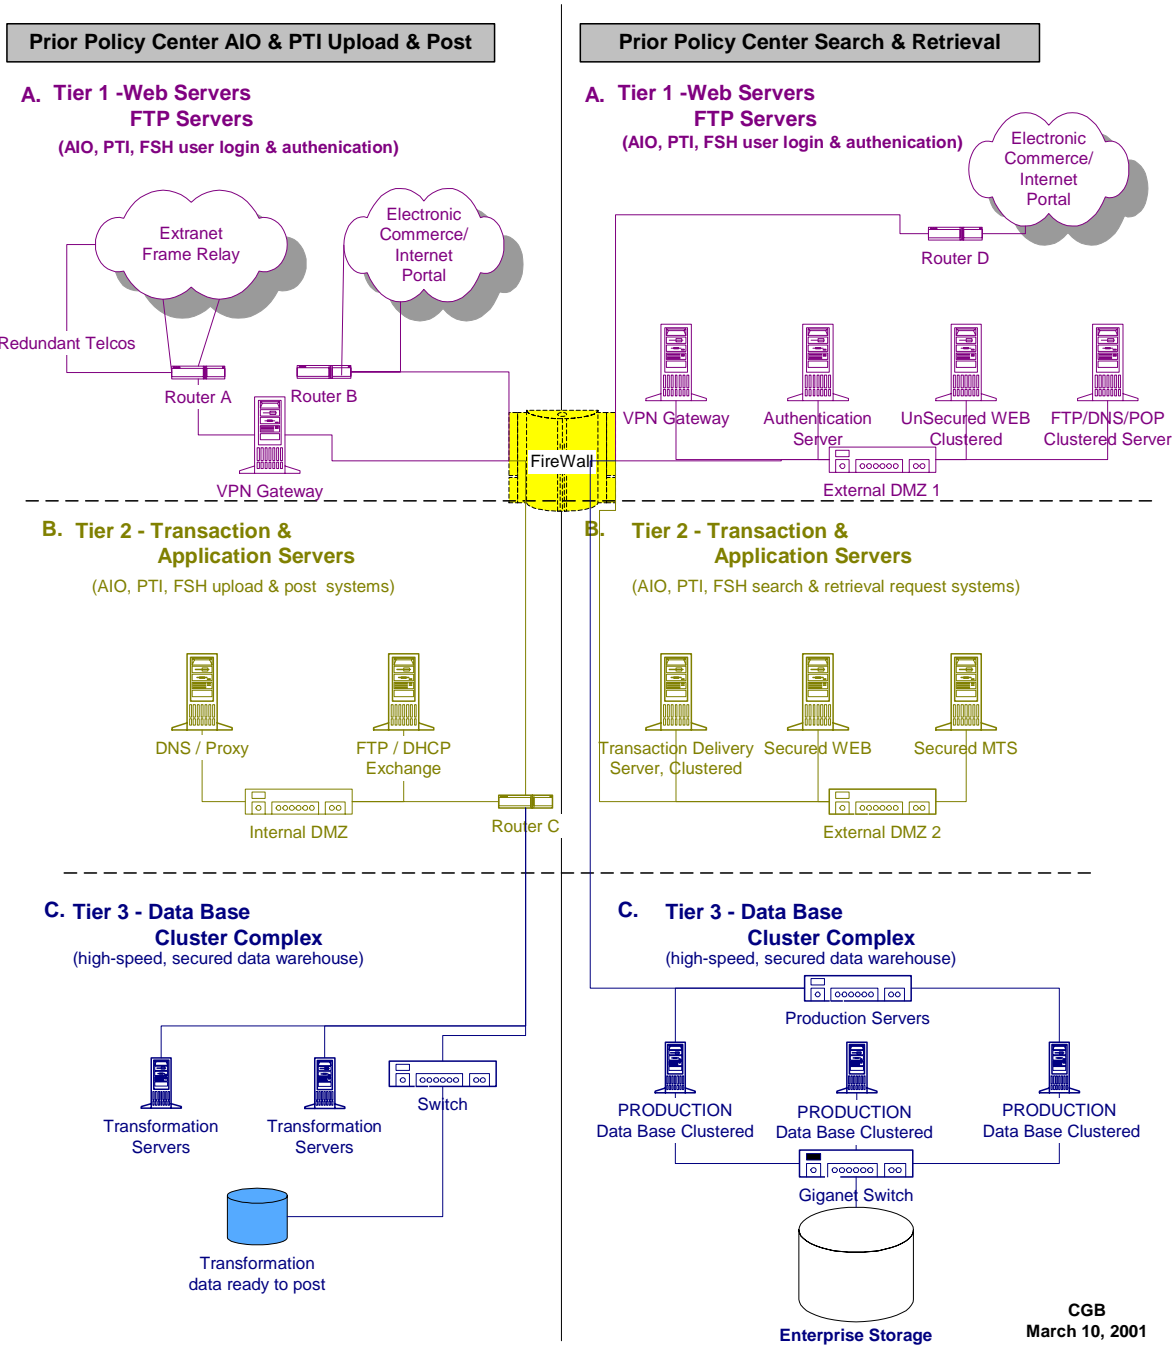 Prior Policy Center AIO & PTI Upload & Post
A. Tier 1 -Web Servers
FTP Servers
(AIO, PTI, FSH user login & authenication)
Extranet
Frame Relay
Electronic
Commerce/
Internet
Portal
Redundant Telcos
Router A
Router B
VPN Gateway
FireWall
B. Tier 2 - Transaction &
Application Servers
(AIO, PTI, FSH upload & post systems)
DNS / Proxy
FTP / DHCP
Exchange
Internal DMZ
Router C
C. Tier 3 - Data Base
Cluster Complex
(high-speed, secured data warehouse)
Transformation
Servers
Transformation
Servers
Switch
Transformation
data ready to post
Prior Policy Center Search & Retrieval
A. Tier 1 -Web Servers
FTP Servers
(AIO, PTI, FSH user login & authenication)
Electronic
Commerce/
Internet
Portal
Router D
VPN Gateway
Authentication
Server
UnSecured WEB
Clustered
FTP/DNS/POP
Clustered Server
External DMZ 1
B. Tier 2 - Transaction &
Application Servers
(AIO, PTI, FSH search & retrieval request systems)
Transaction Delivery
Server, Clustered
Secured WEB
Secured MTS
External DMZ 2
C. Tier 3 - Data Base
Cluster Complex
(high-speed, secured data warehouse)
Production Servers
PRODUCTION
Data Base Clustered
PRODUCTION
Data Base Clustered
PRODUCTION
Data Base Clustered
Giganet Switch
Enterprise Storage
CGB
March 10, 2001